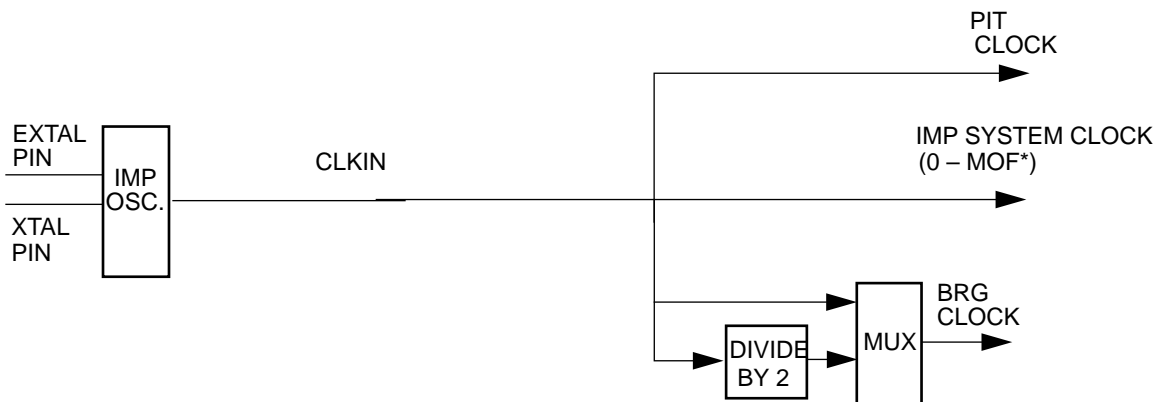 PIT
CLOCK
EXTAL
PIN
IMP
OSC.
XTAL
PIN
CLKIN
IMP SYSTEM CLOCK
(0 – MOF*)
BRG
CLOCK
MUX
DIVIDE
BY 2